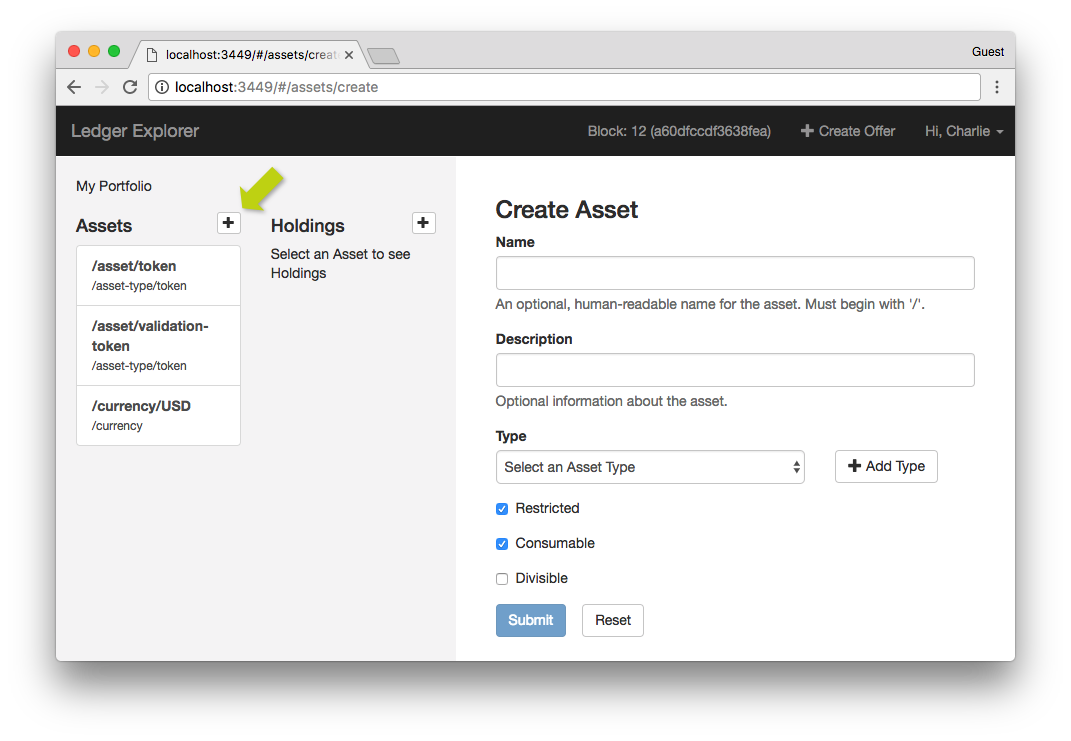 localhost:3449/#/assets/creat
Guest
localhost:3449/#/assets/create
Ledger Explorer
Block: 12 (a60dfccdf3638fea)
Create Offer
Hi, Charlie
My Portfolio
Assets
/asset/token
/asset-type/token
/asset/validation-
token
/asset-type/token
/currency/USD
/currency
Holdings
Select an Asset to see
Holdings
Create Asset
Name
An optional, human-readable name for the asset. Must begin with '/'.
Description
Optional information about the asset.
Type
Select an Asset Type
Add Type
Restricted
Consumable
Divisible
Submit
Reset